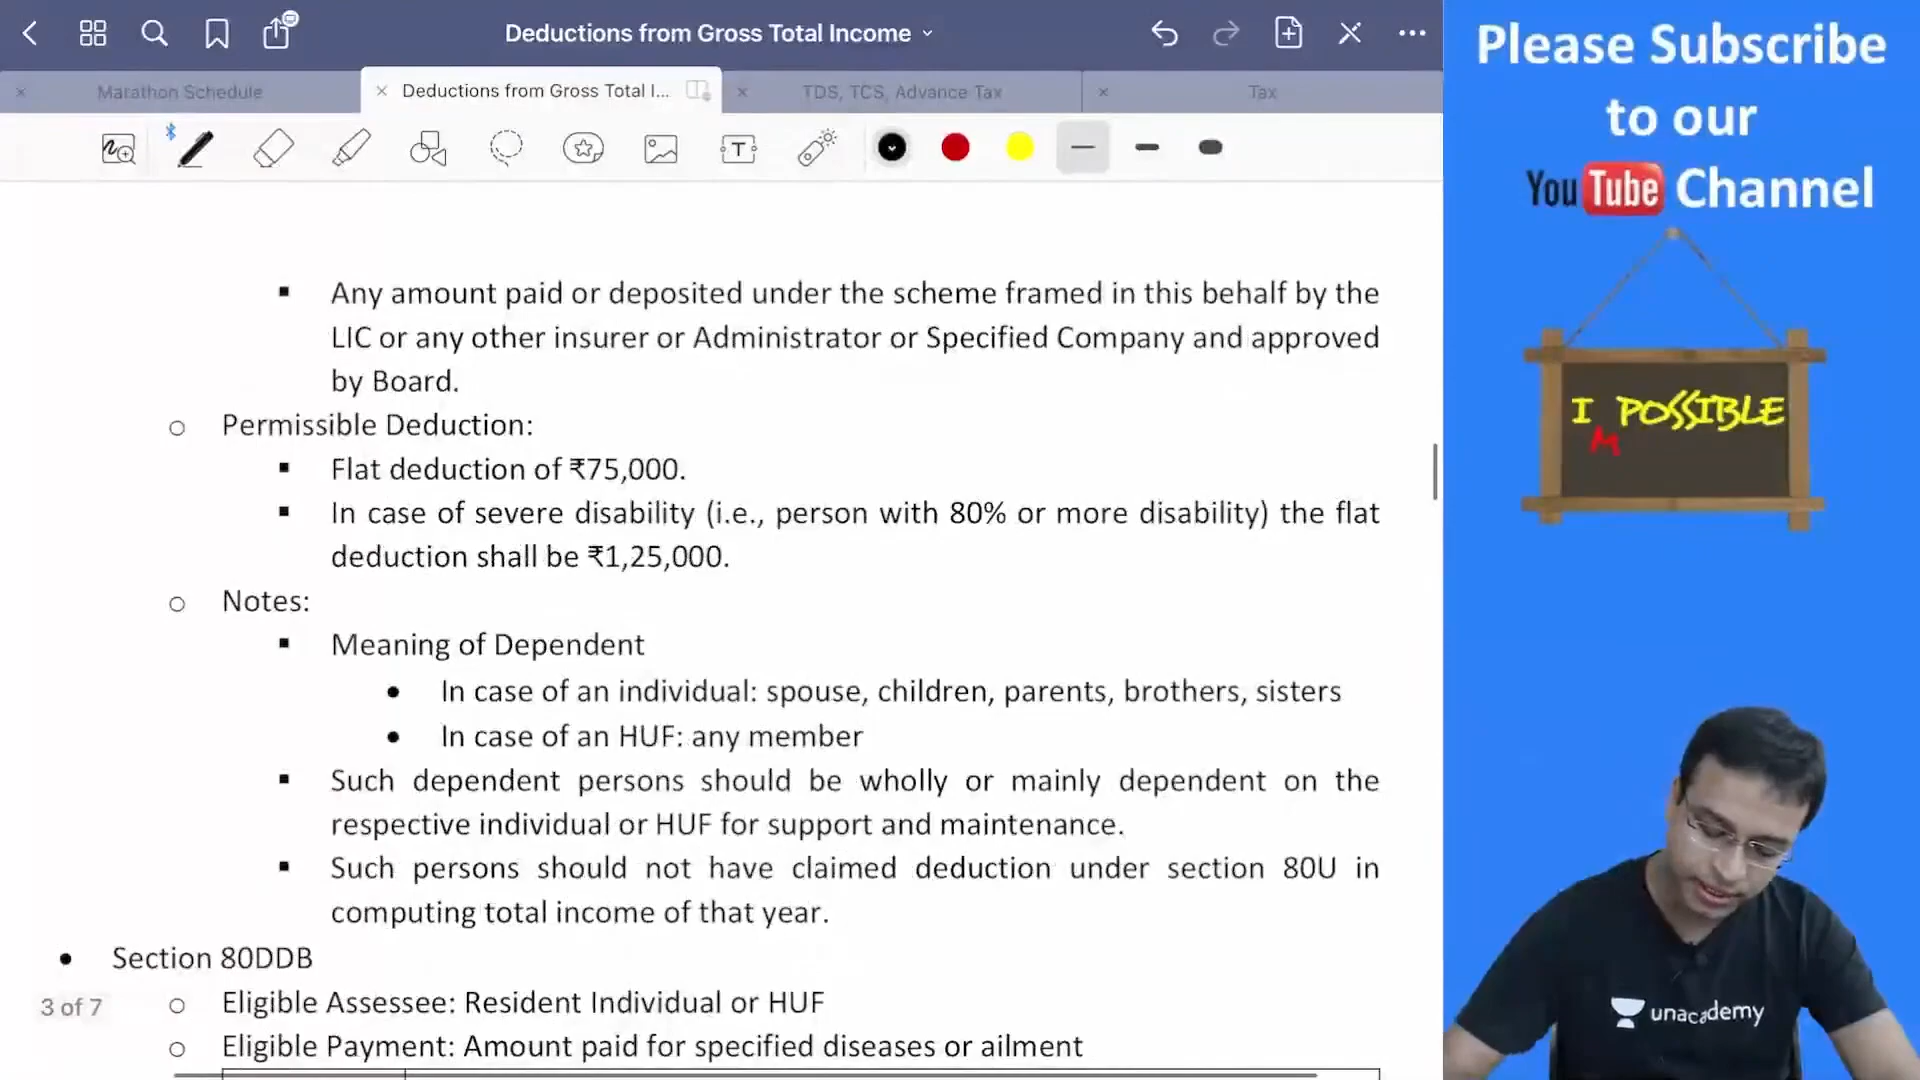 Deductions from Gross Total Income
Marathon Schedule
Deductions from Gross Total I...
TDS, TCS, Advance Tax
Tax
T
▪ Any amount paid or deposited under the scheme framed in this behalf by the
LIC or any other insurer or Administrator or Specified Company and approved
by Board.
o Permissible Deduction:
▪ Flat deduction of ₹75,000.
▪ In case of severe disability (i.e., person with 80% or more disability) the flat
deduction shall be ₹1,25,000.
o Notes:
▪ Meaning of Dependent
• In case of an individual: spouse, children, parents, brothers, sisters
• In case of an HUF: any member
▪ Such dependent persons should be wholly or mainly dependent on the
respective individual or HUF for support and maintenance.
▪ Such persons should not have claimed deduction under section 80U in
computing total income of that year.
• Section 80DDB
3 of 7
o Eligible Assessee: Resident Individual or HUF
o Eligible Payment: Amount paid for specified diseases or ailment
Please Subscribe
to our
YouTube Channel
I POSSIBLE
M
unacademy